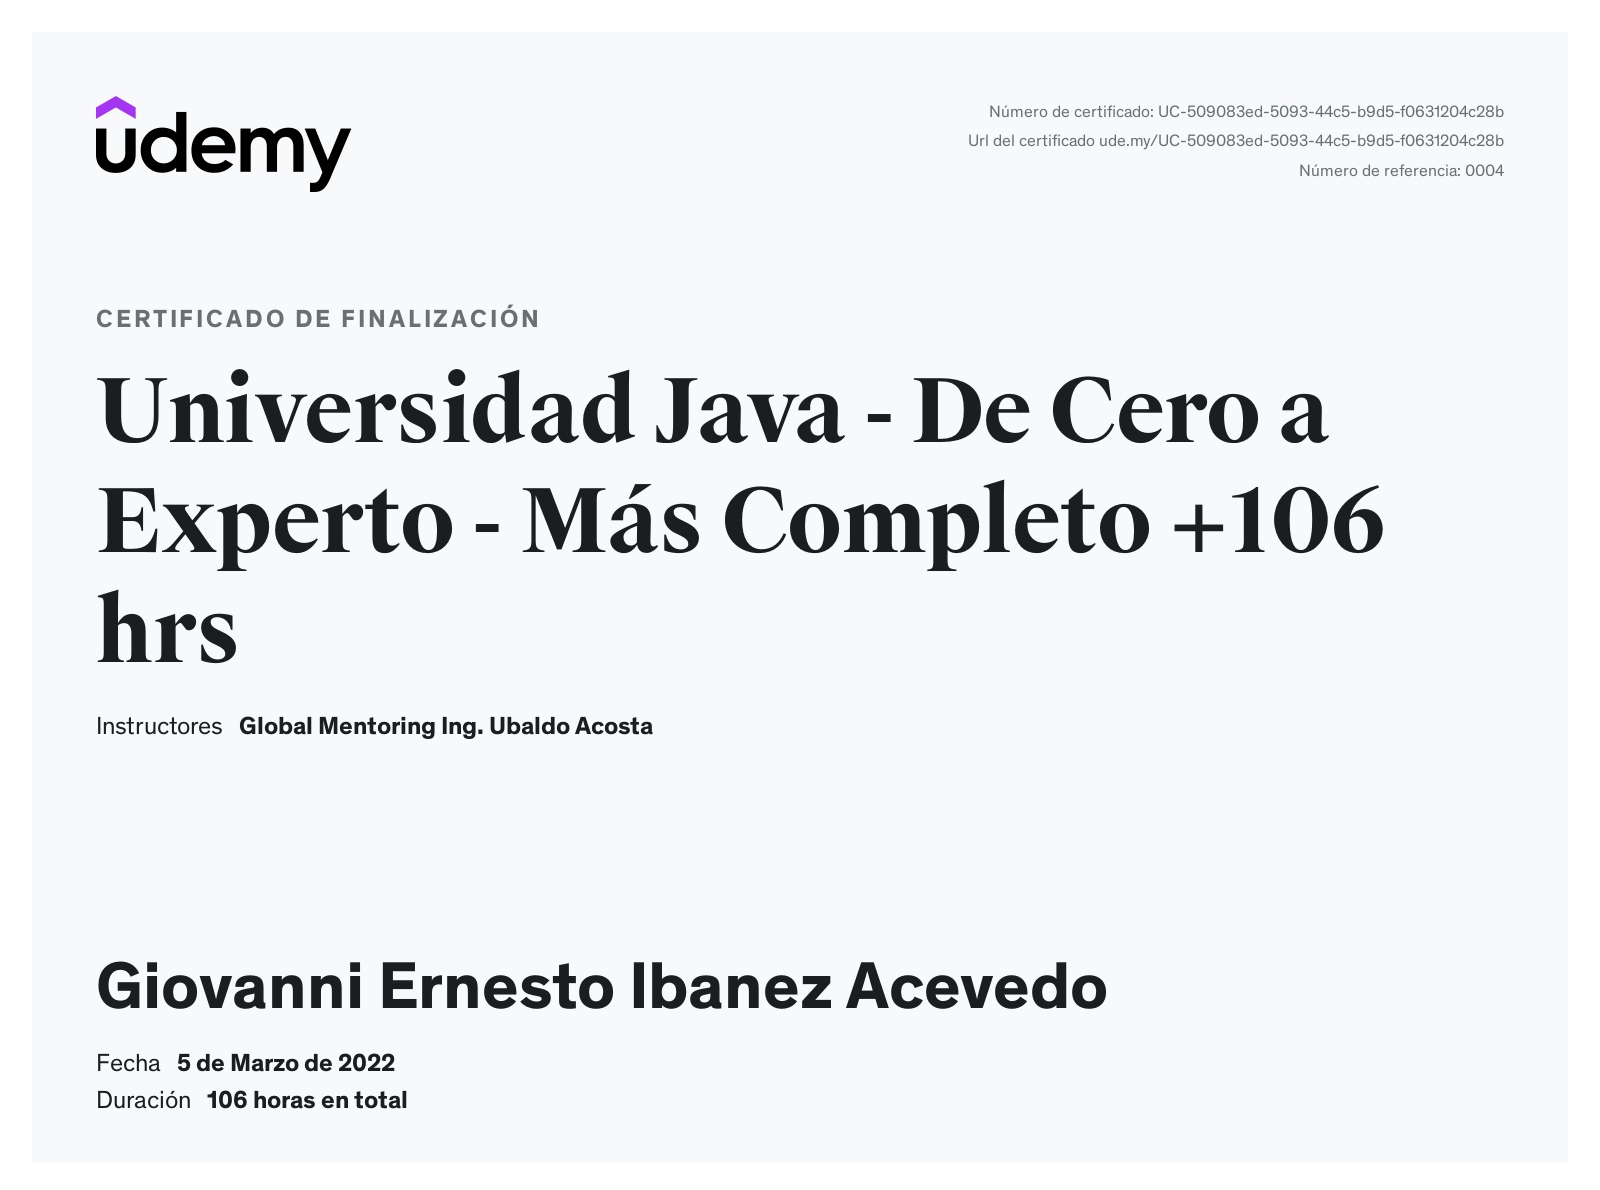 udemy
Número de certificado: UC-509083ed-5093-44c5-b9d5-f0631204c28b
Url del certificado ude.my/UC-509083ed-5093-44c5-b9d5-f0631204c28b
Número de referencia: 0004
CERTIFICADO DE FINALIZACIÓN
Universidad Java - De Cero a
Experto - Más Completo +106
hrs
Instructores Global Mentoring Ing. Ubaldo Acosta
Giovanni Ernesto Ibanez Acevedo
Fecha 5 de Marzo de 2022
Duración 106 horas en total